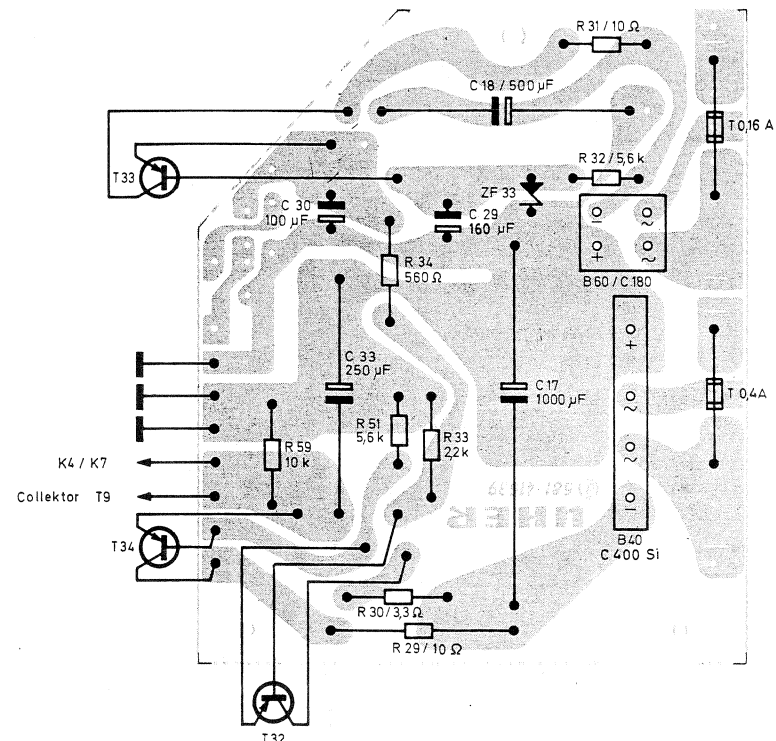 R 31 / 10 Ω
C 18 / 500 µF
T 0,16 A
R 32 / 5,6 k
T33
ZF 33
C 30
100 µF
C 29
160 µF
− ~
+ ~
R 34
560 Ω
B60 / C180
+
C 33
250 µF
C 17
1000 µF
~
T 0,4A
R 51
5,6 k
R 33
2,2k
R 59
10 k
~
K4 / K7
Collektor T9
−
UHER
T34
B40
C 400 Si
R 30 / 3,3 Ω
R 29 / 10 Ω
T32